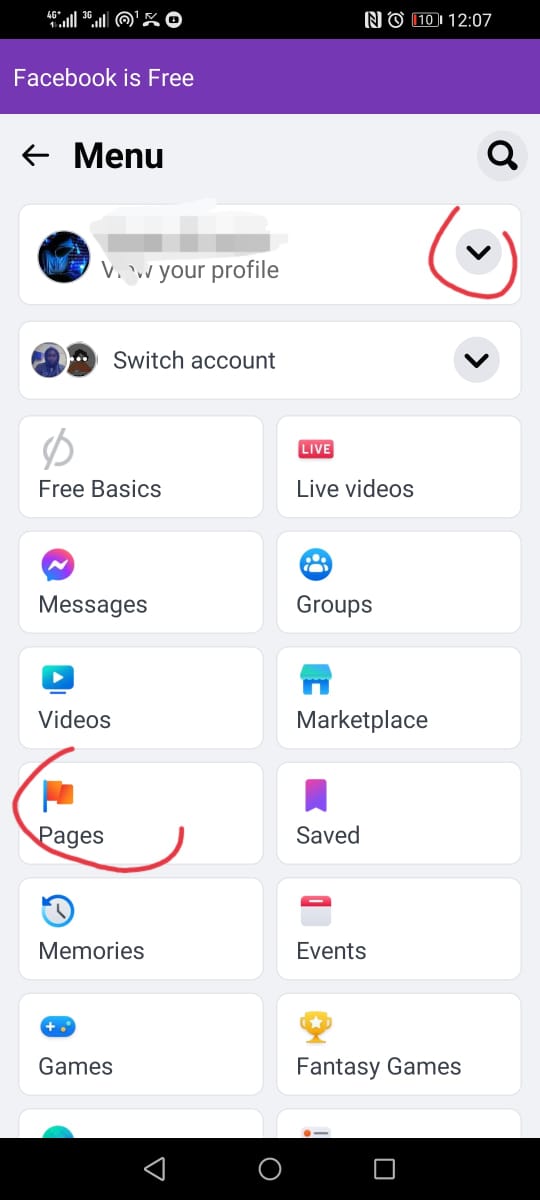 4G+ 3G 1 10 12:07
Facebook is Free
Menu
View your profile
Switch account
Free Basics
LIVE
Live videos
Messages
Groups
Videos
Marketplace
Pages
Saved
Memories
Events
Games
Fantasy Games